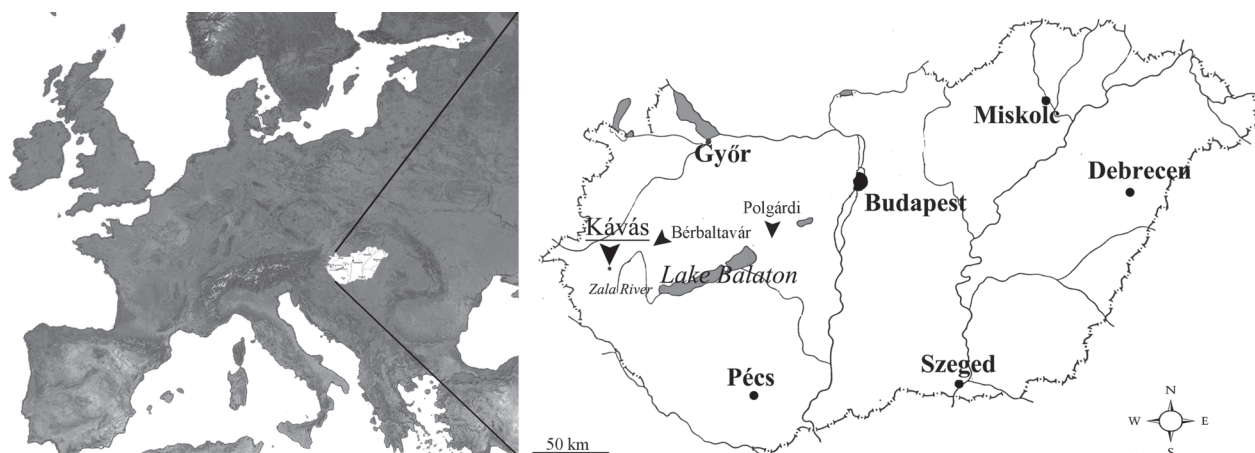 Miskolc
Győr
Debrecen
Budapest
Polgárdi
Kávás
Bérbaltavár
Lake Balaton
Zala River
Szeged
Pécs
N
W E
S
50 km